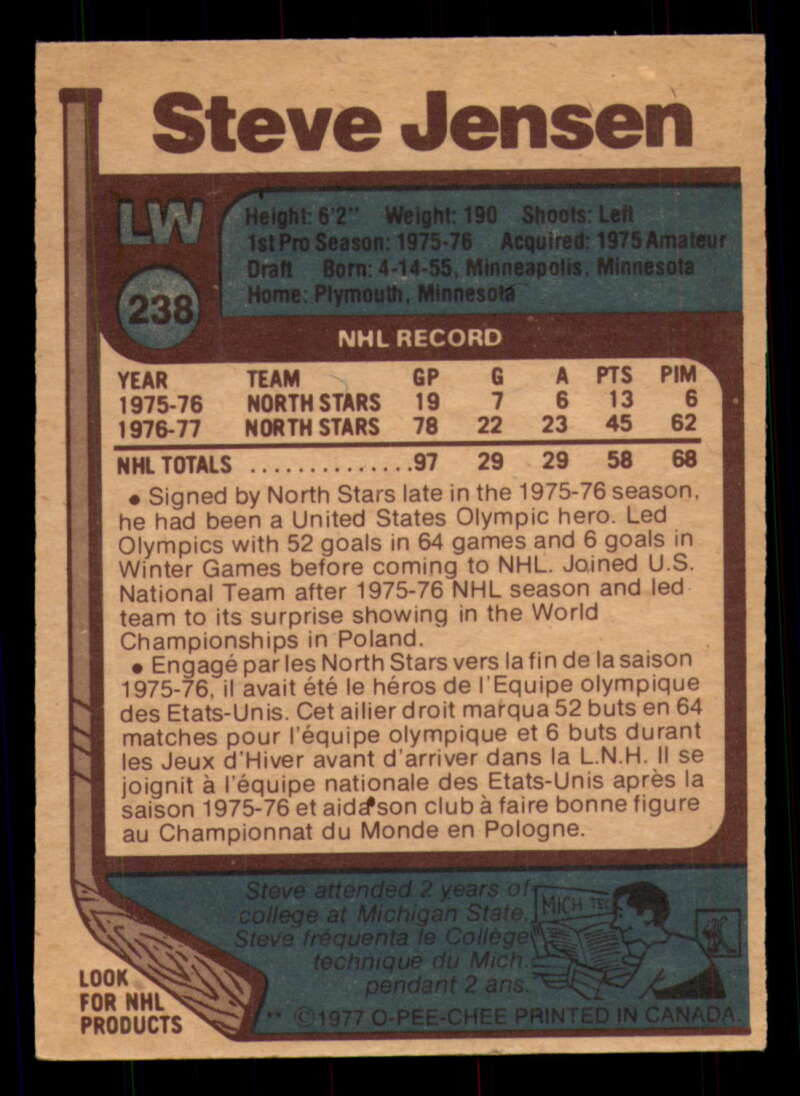 Steve Jensen
LW
238
Height: 6'2" Weight: 190 Shoots: Left
1st Pro Season: 1975-76 Acquired: 1975 Amateur
Draft Born: 4-14-55, Minneapolis, Minnesota
Home: Plymouth, Minnesota
NHL RECORD
YEAR TEAM GP G A PTS PIM
1975-76 NORTH STARS 19 7 6 13 6
1976-77 NORTH STARS 78 22 23 45 62
NHL TOTALS ..............97 29 29 58 68
• Signed by North Stars late in the 1975-76 season,
he had been a United States Olympic hero. Led
Olympics with 52 goals in 64 games and 6 goals in
Winter Games before coming to NHL. Joined U.S.
National Team after 1975-76 NHL season and led
team to its surprise showing in the World
Championships in Poland.
• Engagé par les North Stars vers la fin de la saison
1975-76, il avait été le héros de l'Equipe olympique
des Etats-Unis. Cet ailier droit marqua 52 buts en 64
matches pour l'équipe olympique et 6 buts durant
les Jeux d'Hiver avant d'arriver dans la L.N.H. Il se
joignit à l'équipe nationale des Etats-Unis après la
saison 1975-76 et aida son club à faire bonne figure
au Championnat du Monde en Pologne.
Steve attended 2 years of
college at Michigan State.
Steve fréquenta le Collège
technique du Mich.
pendant 2 ans.
MICH TEC
LOOK
FOR NHL
PRODUCTS
** ©1977 O-PEE-CHEE PRINTED IN CANADA.